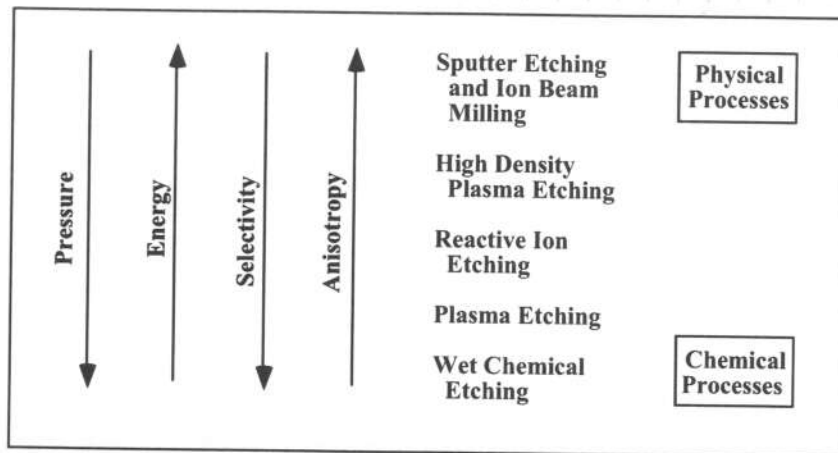 Pressure
Energy
Selectivity
Anisotropy
Sputter Etching
and Ion Beam
Milling
High Density
Plasma Etching
Reactive Ion
Etching
Plasma Etching
Wet Chemical
Etching
Physical
Processes
Chemical
Processes